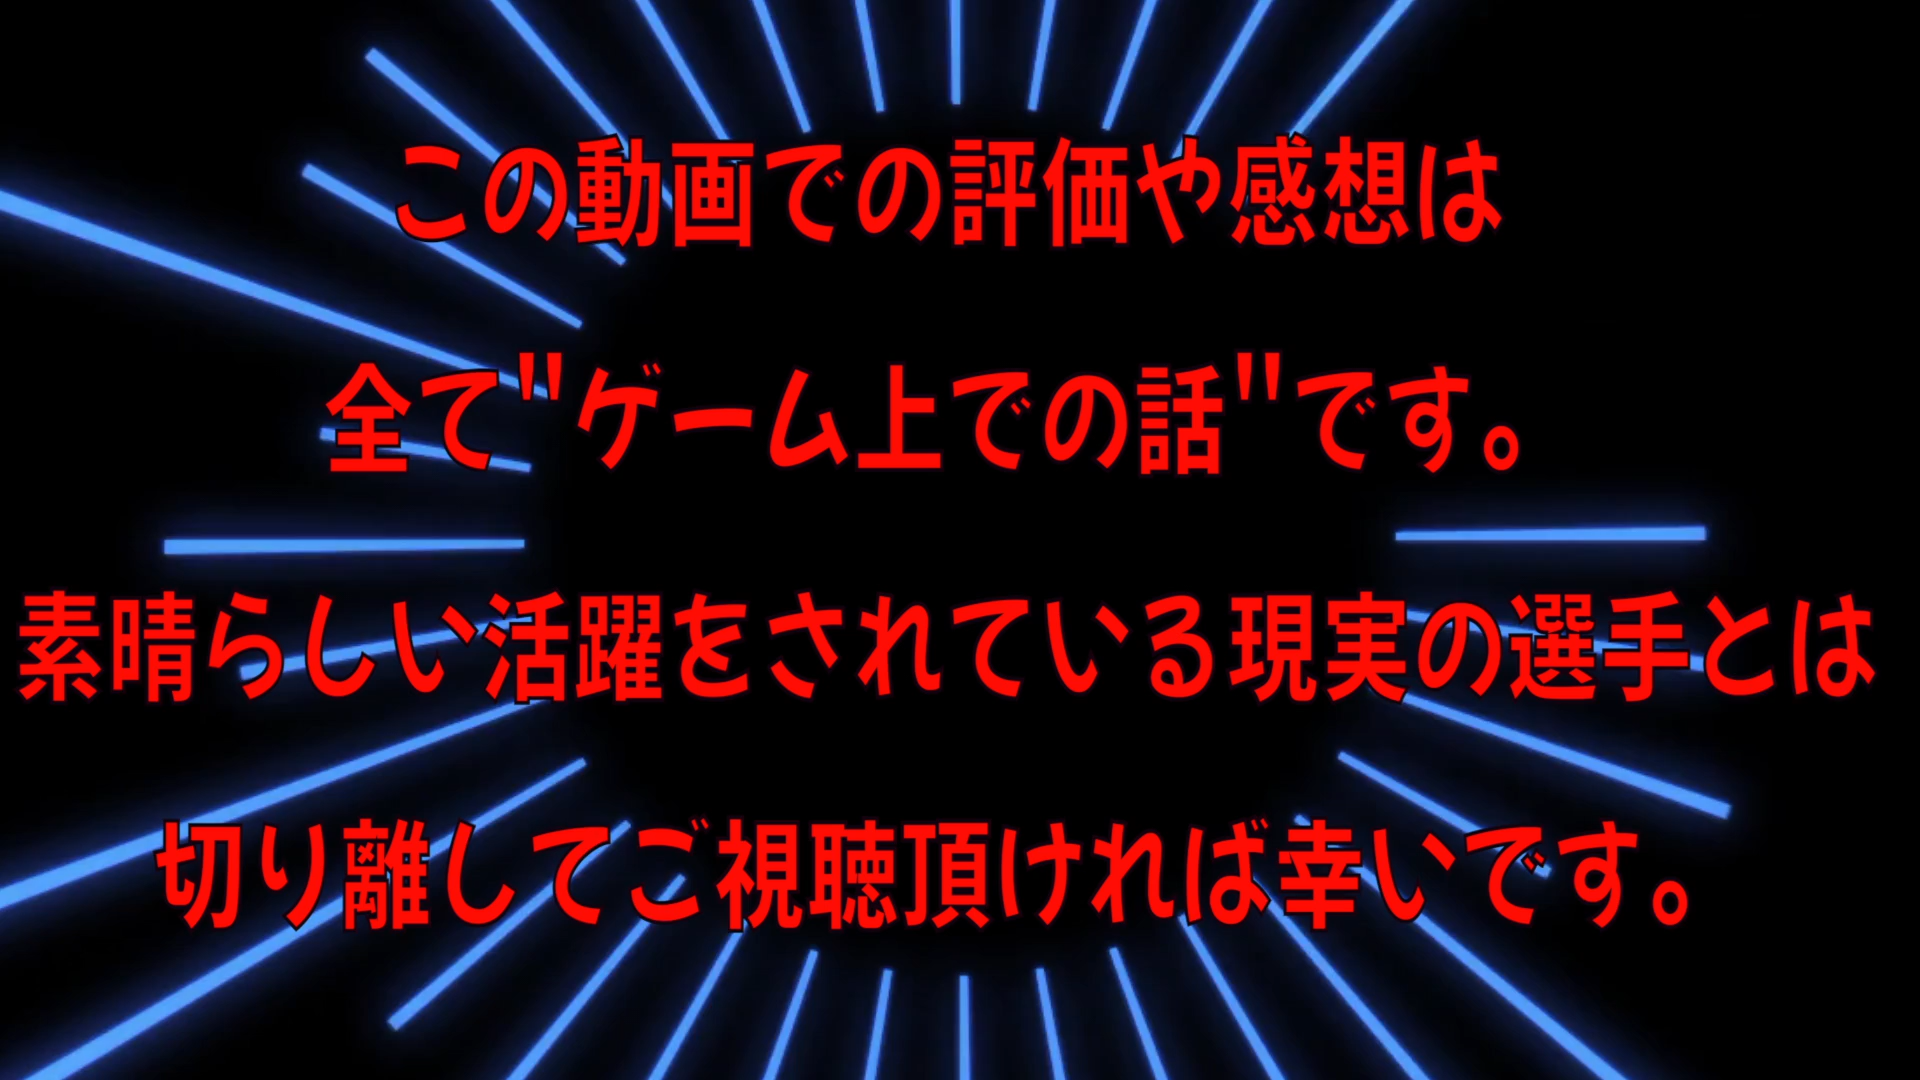 この動画での評価や感想は
全て"ゲーム上での話"です。
素晴らしい活躍をされている現実の選手とは
切り離してご視聴頂ければ幸いです。